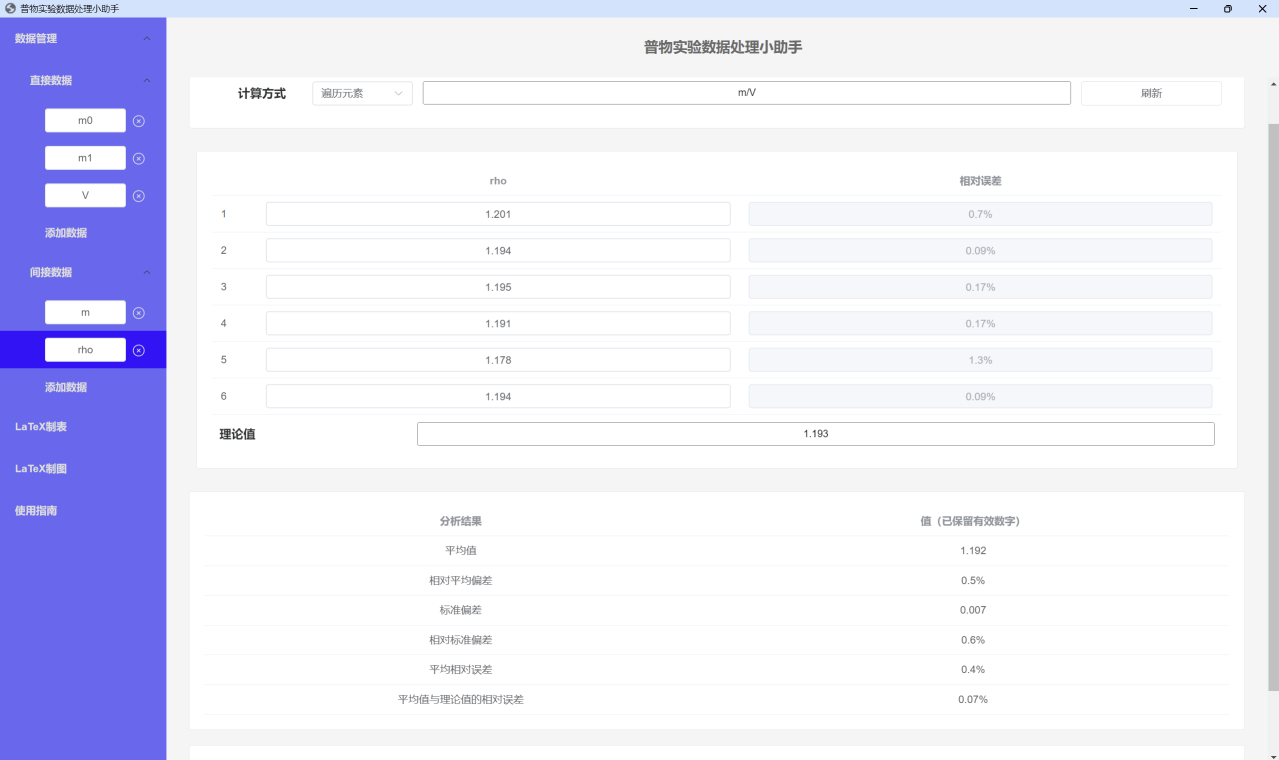 普物实验数据处理小助手
数据管理
直接数据
m0
m1
V
添加数据
间接数据
m
rho
添加数据
LaTeX制表
LaTeX制图
使用指南
普物实验数据处理小助手
计算方式 遍历元素 m/V 刷新
rho 相对误差
1 1.201 0.7%
2 1.194 0.09%
3 1.195 0.17%
4 1.191 0.17%
5 1.178 1.3%
6 1.194 0.09%
理论值 1.193
分析结果 值（已保留有效数字）
平均值 1.192
相对平均偏差 0.5%
标准偏差 0.007
相对标准偏差 0.6%
平均相对误差 0.4%
平均值与理论值的相对误差 0.07%